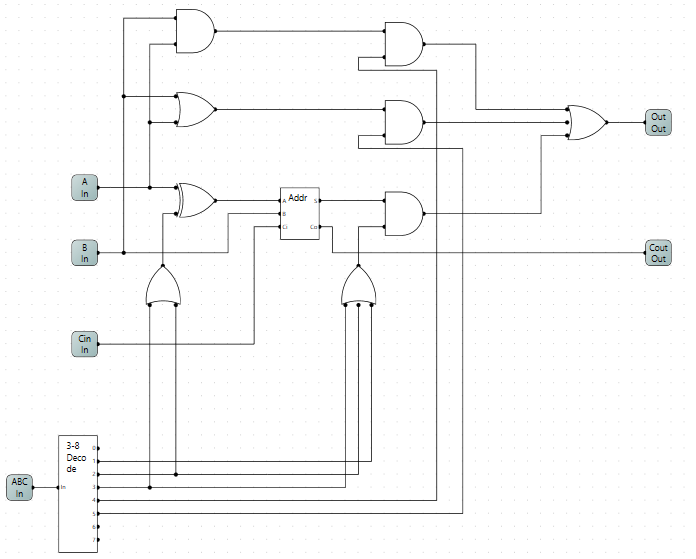 A
In
Addr
A
S
B
Ci
Co
Out
Out
B
In
Cout
Out
Cin
In
3-8
Deco
de
0
1
2
3
4
5
6
7
In
ABC
In